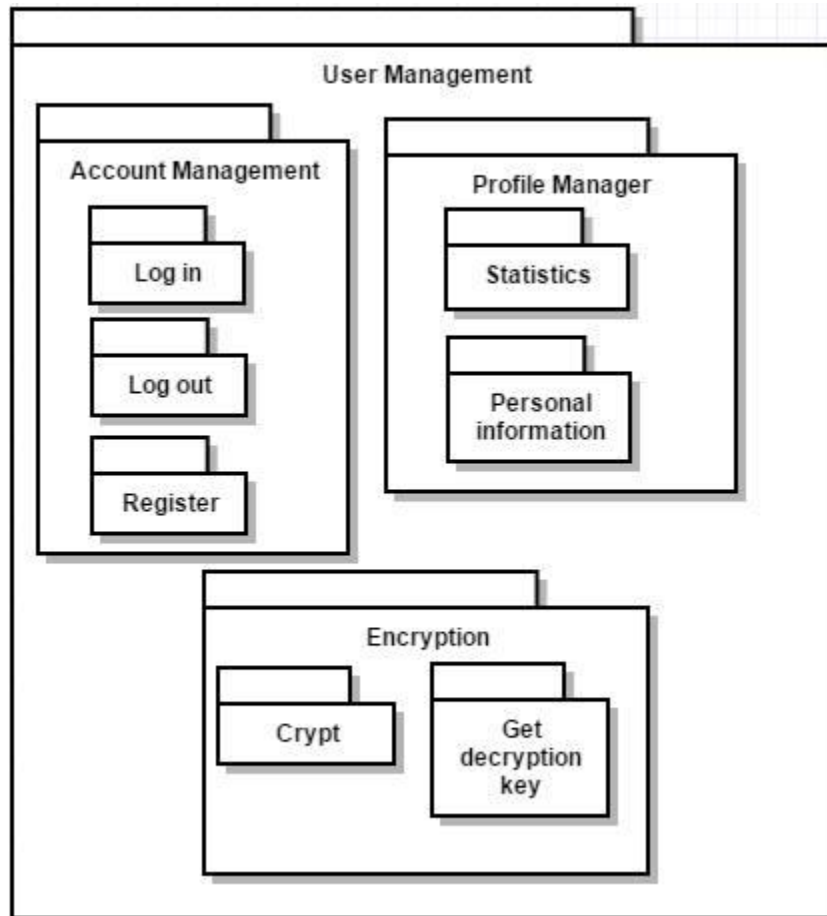 User Management
Account Management
Log in
Log out
Register
Profile Manager
Statistics
Personal
information
Encryption
Crypt
Get
decryption
key